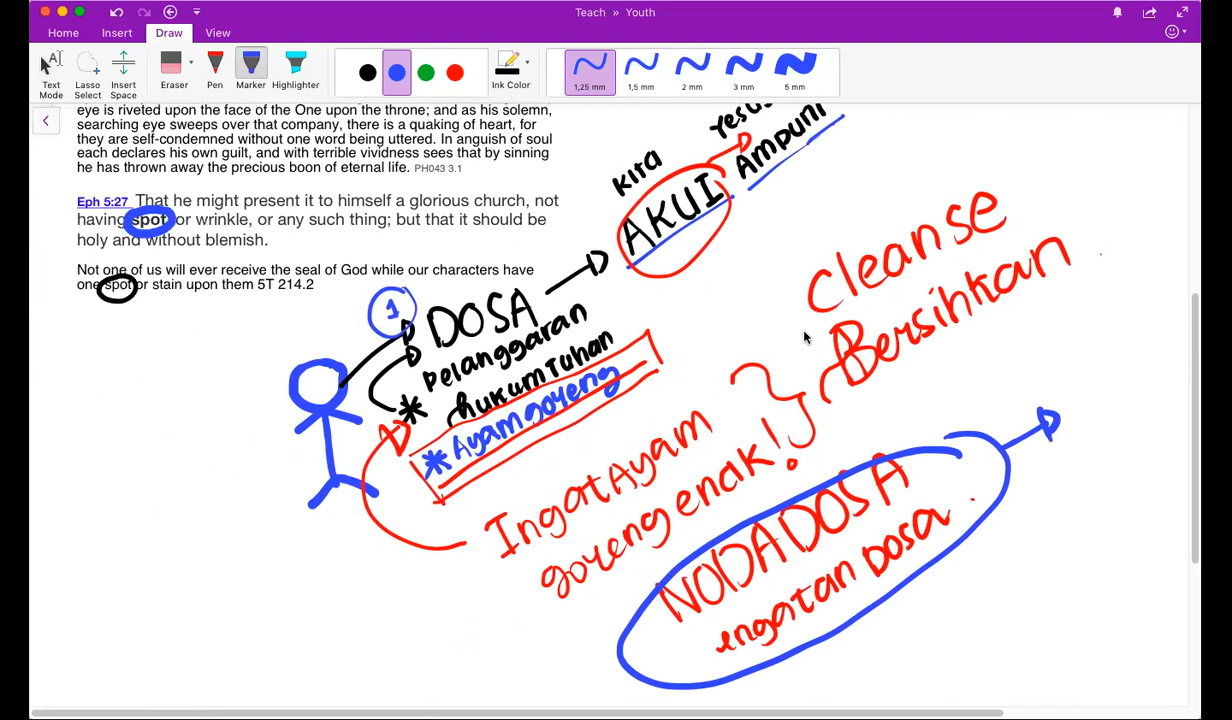 Teach » Youth
Home Insert Draw View
Text Mode
Lasso Select
Insert Space
Eraser
Pen
Marker
Highlighter
Ink Color
1,25 mm
1,5 mm
2 mm
3 mm
5 mm
eye is riveted upon the face of the One upon the throne; and as his solemn,
searching eye sweeps over that company, there is a quaking of heart, for
they are self-condemned without one word being uttered. In anguish of soul
each declares his own guilt, and with terrible vividness sees that by sinning
he has thrown away the precious boon of eternal life. PH043 3.1
Eph 5:27 That he might present it to himself a glorious church, not
having spot, or wrinkle, or any such thing; but that it should be
holy and without blemish.
Not one of us will ever receive the seal of God while our characters have
one spot or stain upon them 5T 214.2
Kita
AKUI
Yesus
Ampuni
1
DOSA
* Pelanggaran
hukum Tuhan
* Ayam goreng
Ingat Ayam
goreng enak!
Cleanse
Bersihkan
NODA DOSA
engatan Dosa